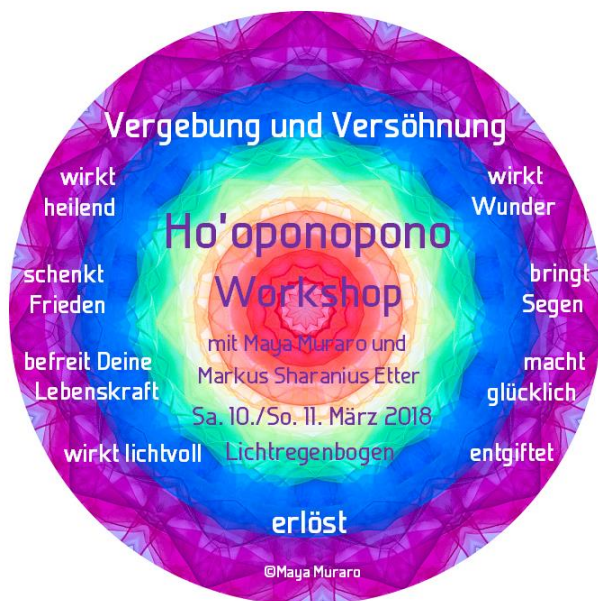 Vergebung und Versöhnung
wirkt
heilend
wirkt
Wunder
Ho'oponopono
Workshop
schenkt
Frieden
bringt
Segen
mit Maya Muraro und
Markus Sharanius Etter
befreit Deine
Lebenskraft
macht
glücklich
Sa. 10./So. 11. März 2018
Lichtregenbogen
wirkt lichtvoll
entgiftet
erlöst
©Maya Muraro